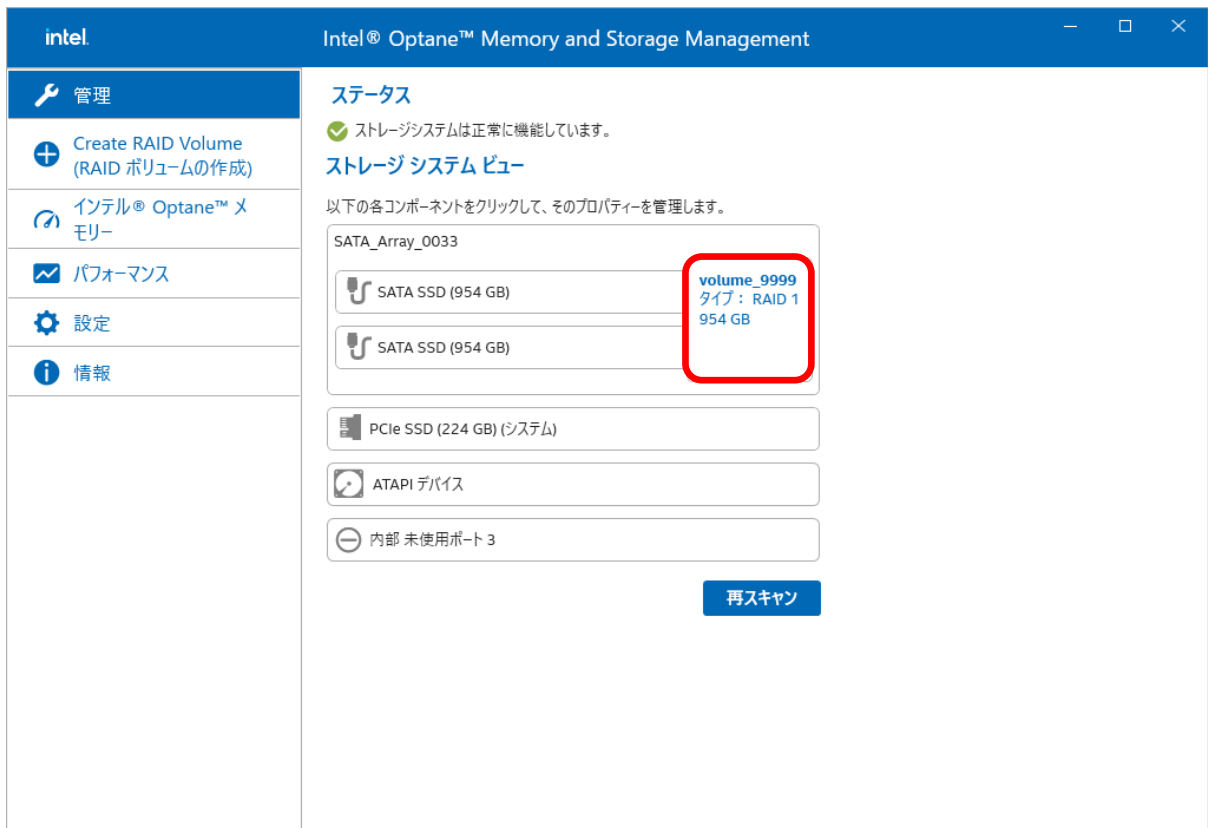 intel.
Intel® Optane™ Memory and Storage Management
管理
Create RAID Volume
(RAID ボリュームの作成)
インテル® Optane™ メ
モリー
パフォーマンス
設定
情報
ステータス
ストレージシステムは正常に機能しています。
ストレージ システム ビュー
以下の各コンポーネントをクリックして、そのプロパティーを管理します。
SATA_Array_0033
SATA SSD (954 GB)
SATA SSD (954 GB)
volume_9999
タイプ： RAID 1
954 GB
PCIe SSD (224 GB) (システム)
ATAPI デバイス
内部 未使用ポート 3
再スキャン